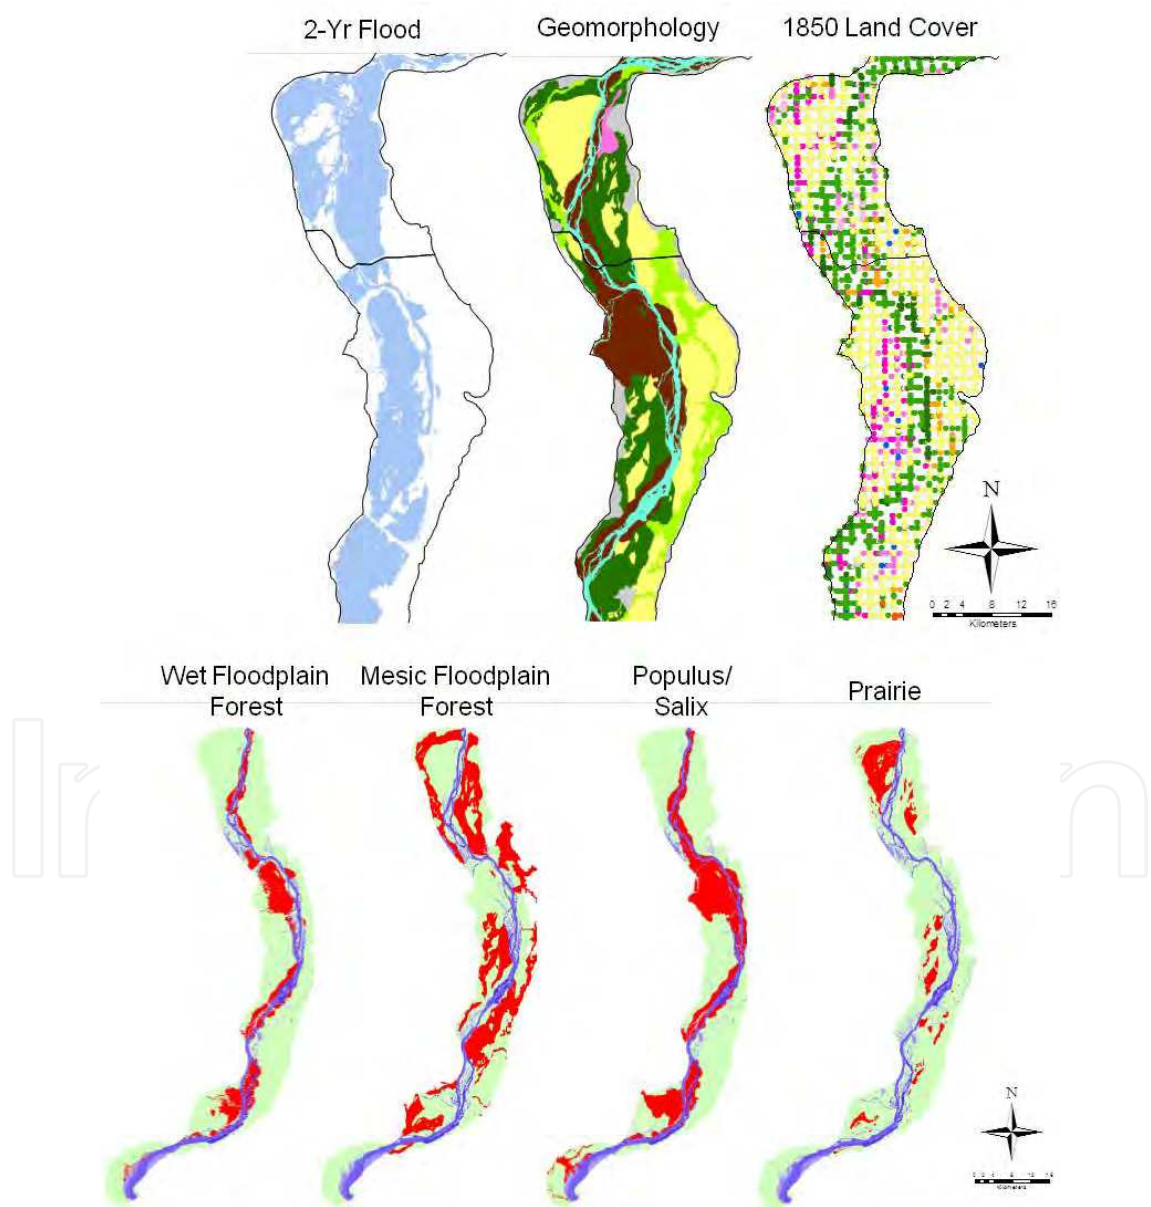 2-Yr Flood
Geomorphology
1850 Land Cover
N
0 2 4 8 12 16
Kilometers
Wet Floodplain
Forest
Mesic Floodplain
Forest
Populus/
Salix
Prairie
N
Kilometers